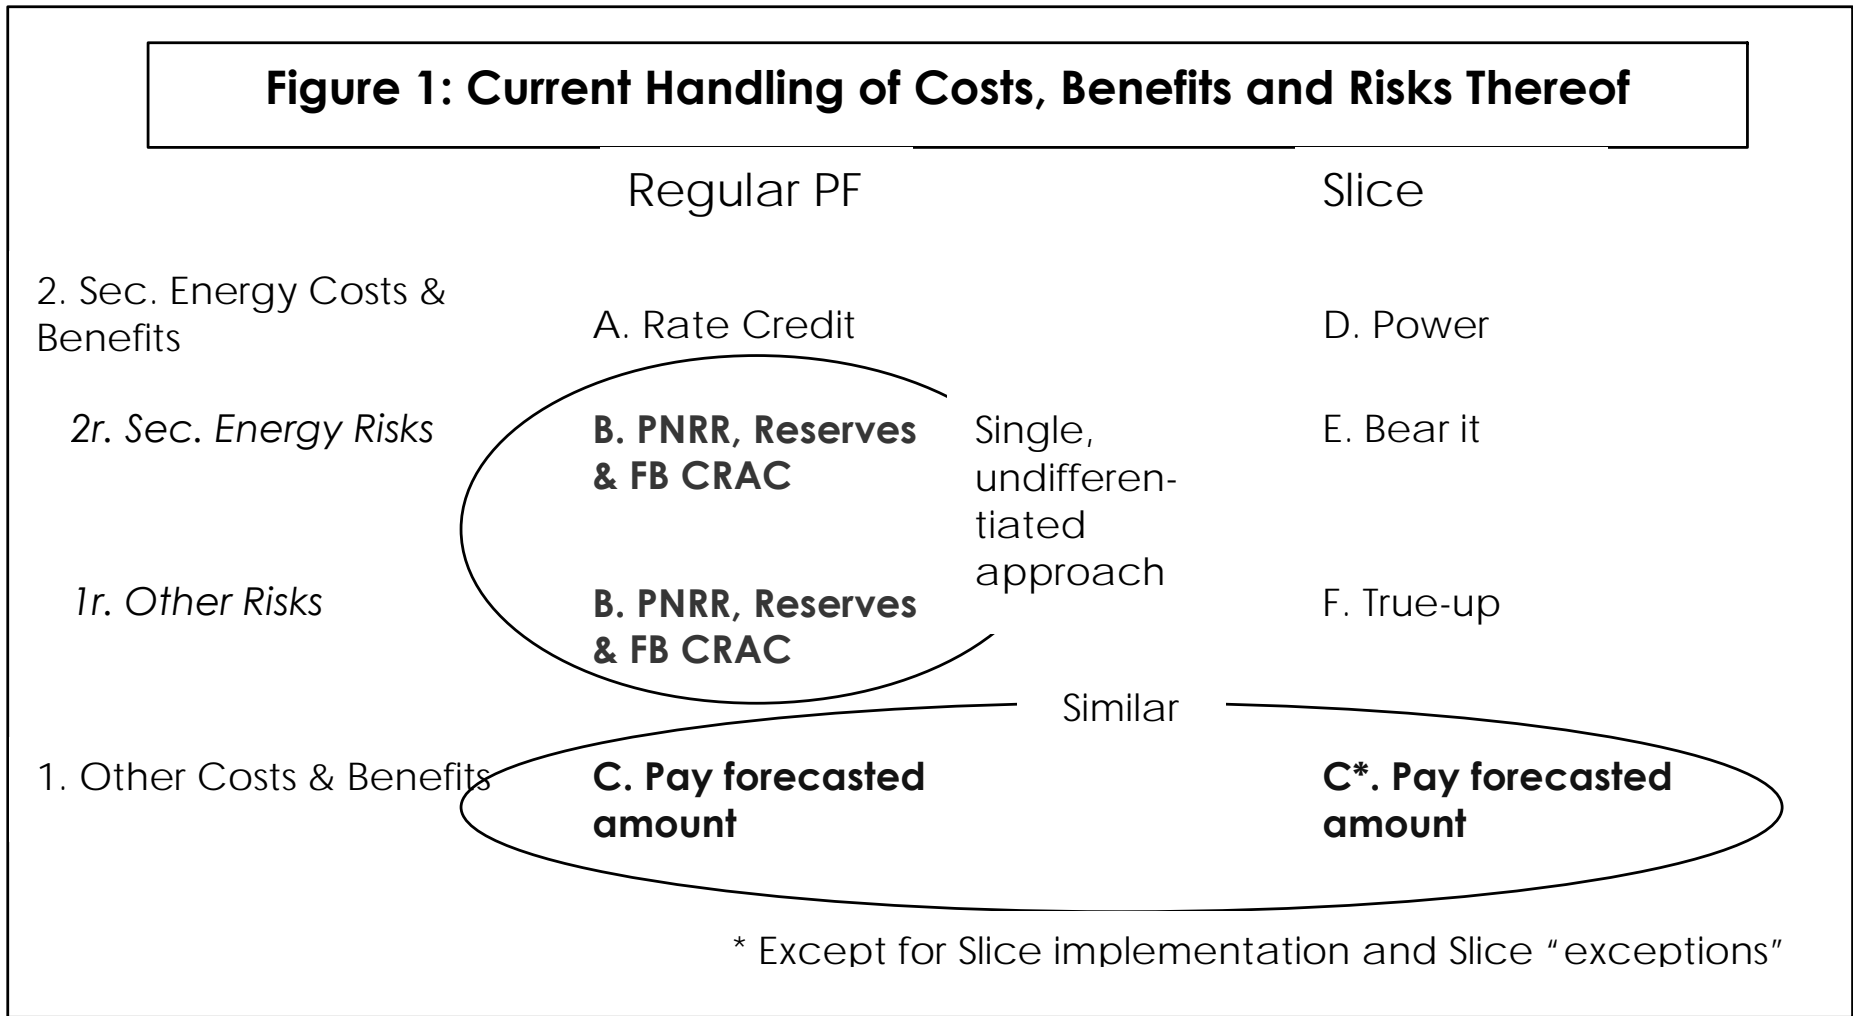 Figure 1: Current Handling of Costs, Benefits and Risks Thereof
Regular PF
Slice
2. Sec. Energy Costs &
Benefits
A. Rate Credit
D. Power
2r. Sec. Energy Risks
B. PNRR, Reserves
& FB CRAC
Single,
undifferen-
tiated
approach
E. Bear it
1r. Other Risks
B. PNRR, Reserves
& FB CRAC
F. True-up
Similar
1. Other Costs & Benefits
C. Pay forecasted
amount
C*. Pay forecasted
amount
* Except for Slice implementation and Slice “exceptions”